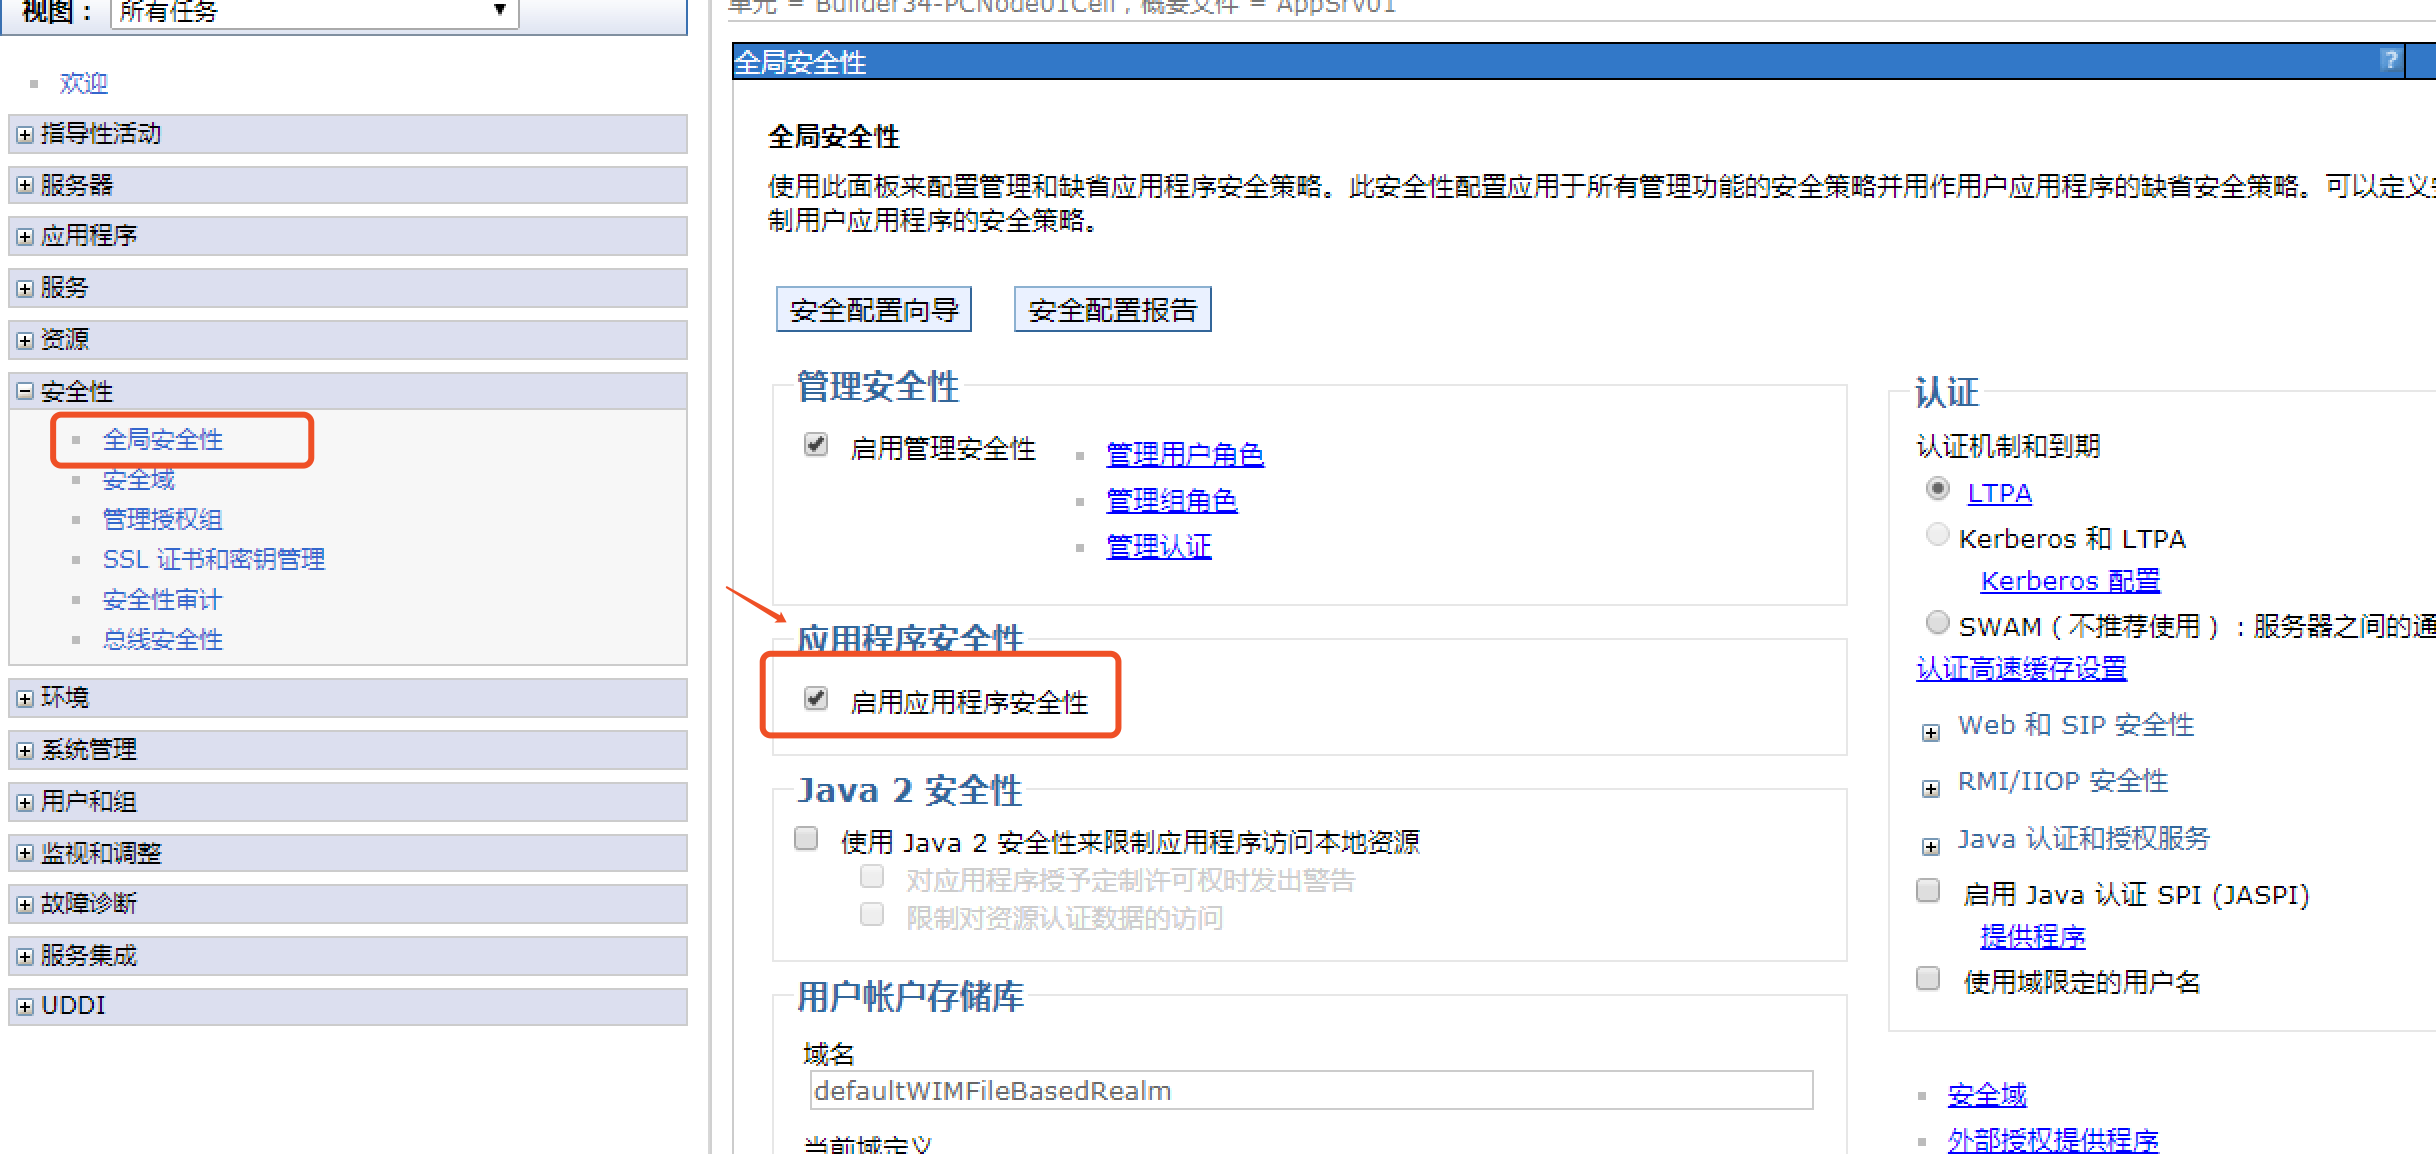 视图： 所有任务
欢迎
指导性活动
服务器
应用程序
服务
资源
安全性
全局安全性
安全域
管理授权组
SSL 证书和密钥管理
安全性审计
总线安全性
环境
系统管理
用户和组
监视和调整
故障诊断
服务集成
UDDI
单元 = Builder34-PCNode01Cell，概要文件 = AppSrv01
全局安全性 ?
全局安全性
使用此面板来配置管理和缺省应用程序安全策略。此安全性配置应用于所有管理功能的安全策略并用作用户应用程序的缺省安全策略。可以定义
制用户应用程序的安全策略。
安全配置向导 安全配置报告
管理安全性
启用管理安全性
管理用户角色
管理组角色
管理认证
应用程序安全性
启用应用程序安全性
Java 2 安全性
使用 Java 2 安全性来限制应用程序访问本地资源
对应用程序授予定制许可权时发出警告
限制对资源认证数据的访问
用户帐户存储库
域名
defaultWIMFileBasedRealm
当前域定义
认证
认证机制和到期
LTPA
Kerberos 和 LTPA
Kerberos 配置
SWAM（不推荐使用）：服务器之间的通
认证高速缓存设置
Web 和 SIP 安全性
RMI/IIOP 安全性
Java 认证和授权服务
启用 Java 认证 SPI (JASPI)
提供程序
使用域限定的用户名
安全域
外部授权提供程序